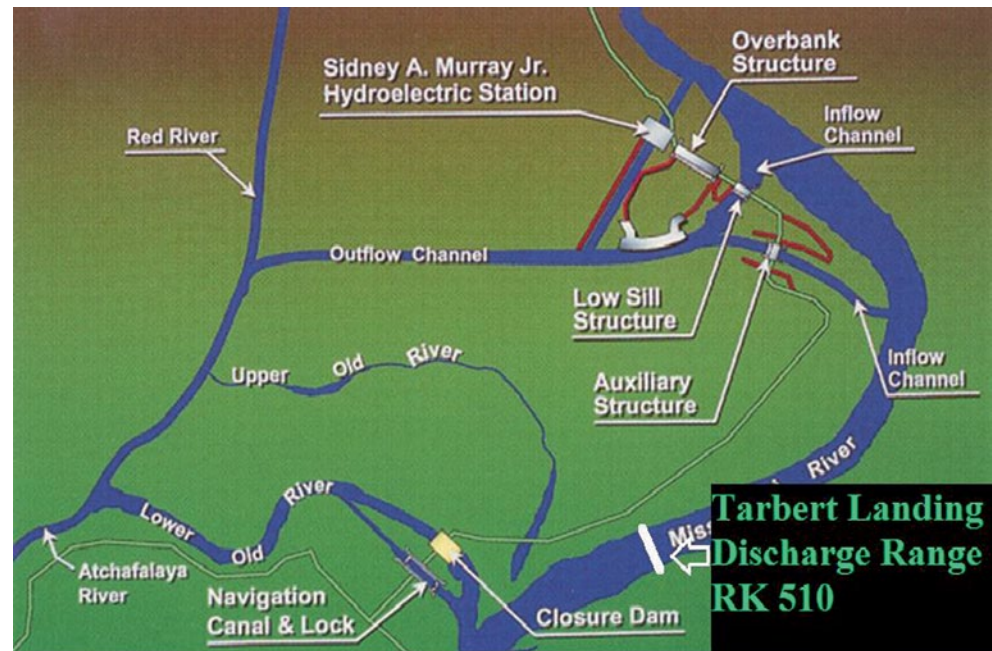 Overbank
Structure
Sidney A. Murray Jr.
Hydroelectric Station
Inflow
Channel
Red River
Outflow Channel
Low Sill
Structure
Inflow
Channel
Upper Old River
Auxiliary
Structure
River
Miss
Tarbert Landing
Discharge Range
RK 510
Lower Old River
Atchafalaya
River
Navigation
Canal & Lock
Closure Dam